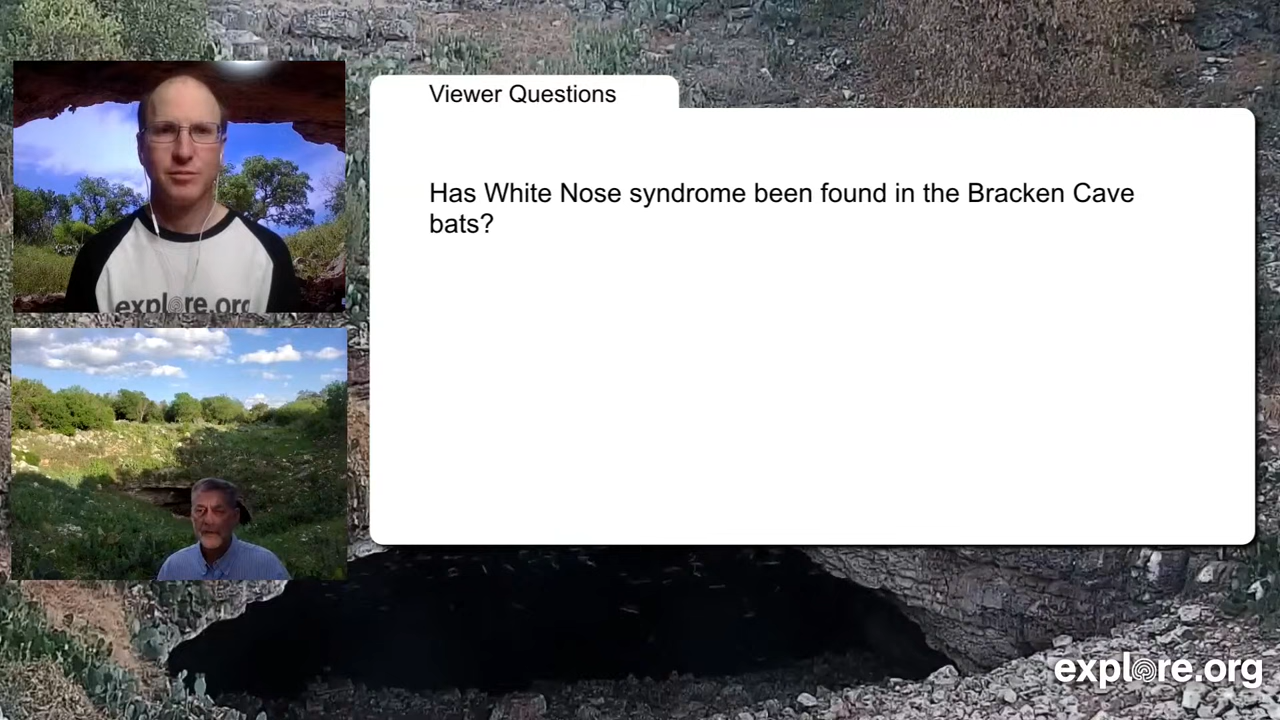 Viewer Questions
Has White Nose syndrome been found in the Bracken Cave
bats?
explore.org
explore.org